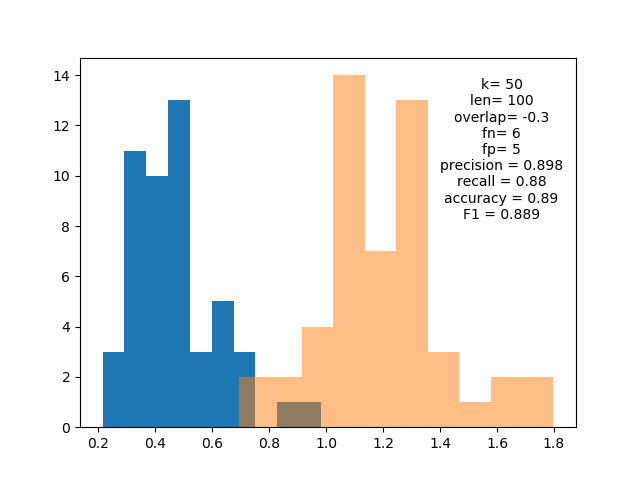 k= 50
len= 100
overlap= -0.3
fn= 6
fp= 5
precision = 0.898
recall = 0.88
accuracy = 0.89
F1 = 0.889
14
12
10
8
6
4
2
0
0.2 0.4 0.6 0.8 1.0 1.2 1.4 1.6 1.8